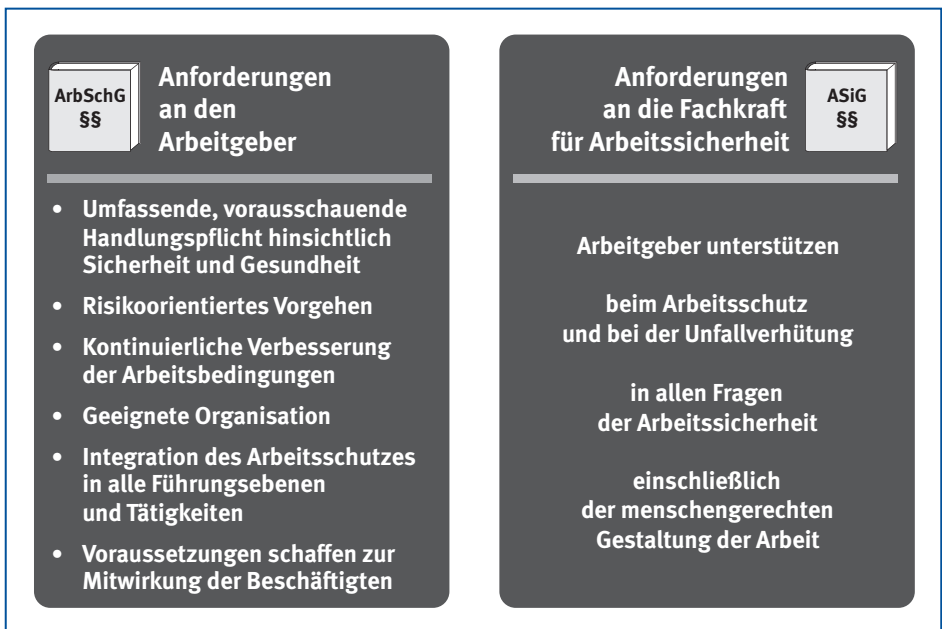 ArbSchG
§§
Anforderungen
an den
Arbeitgeber
• Umfassende, vorausschauende
Handlungspflicht hinsichtlich
Sicherheit und Gesundheit
• Risikoorientiertes Vorgehen
• Kontinuierliche Verbesserung
der Arbeitsbedingungen
• Geeignete Organisation
• Integration des Arbeitsschutzes
in alle Führungsebenen
und Tätigkeiten
• Voraussetzungen schaffen zur
Mitwirkung der Beschäftigten
Anforderungen
an die Fachkraft
für Arbeitssicherheit
ASiG
§§
Arbeitgeber unterstützen
beim Arbeitsschutz
und bei der Unfallverhütung
in allen Fragen
der Arbeitssicherheit
einschließlich
der menschengerechten
Gestaltung der Arbeit